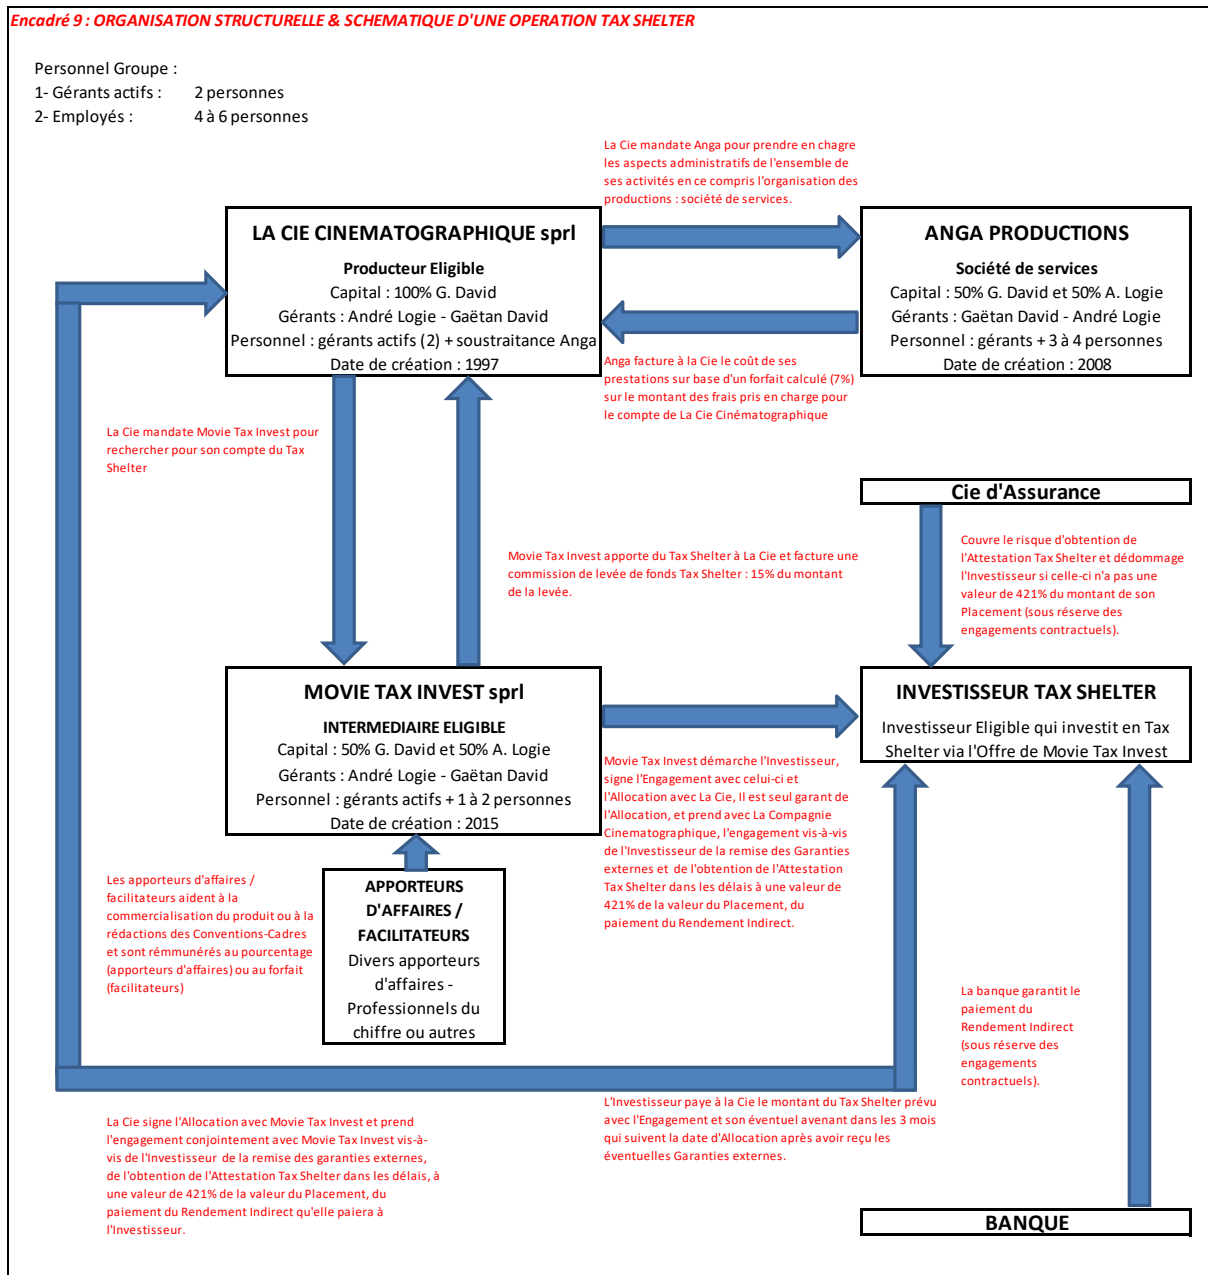 Encadré 9 : ORGANISATION STRUCTURELLE & SCHEMATIQUE D'UNE OPERATION TAX SHELTER
Personnel Groupe :
1- Gérants actifs : 2 personnes
2- Employés : 4 à 6 personnes
La Cie mandate Anga pour prendre en chagre
les aspects administratifs de l'ensemble de
ses activités en ce compris l'organisation des
productions : société de services.
LA CIE CINEMATOGRAPHIQUE sprl
Producteur Eligible
Capital : 100% G. David
Gérants : André Logie - Gaëtan David
Personnel : gérants actifs (2) + soustraitance Anga
Date de création : 1997
ANGA PRODUCTIONS
Société de services
Capital : 50% G. David et 50% A. Logie
Gérants : Gaëtan David - André Logie
Personnel : gérants + 3 à 4 personnes
Date de création : 2008
Anga facture à la Cie le coût de ses
prestations sur base d'un forfait calculé (7%)
sur le montant des frais pris en charge pour
le compte de La Cie Cinématographique
La Cie mandate Movie Tax Invest pour
rechercher pour son compte du Tax
Shelter
Cie d'Assurance
Couvre le risque d'obtention de
l'Attestation Tax Shelter et dédommage
l'Investisseur si celle-ci n'a pas une
valeur de 421% du montant de son
Placement (sous réserve des
engagements contractuels).
Movie Tax Invest apporte du Tax Shelter à La Cie et facture une
commission de levée de fonds Tax Shelter : 15% du montant
de la levée.
MOVIE TAX INVEST sprl
INTERMEDIAIRE ELIGIBLE
Capital : 50% G. David et 50% A. Logie
Gérants : André Logie - Gaëtan David
Personnel : gérants actifs + 1 à 2 personnes
Date de création : 2015
INVESTISSEUR TAX SHELTER
Investisseur Eligible qui investit en Tax
Shelter via l'Offre de Movie Tax Invest
Movie Tax Invest démarche l'Investisseur,
signe l'Engagement avec celui-ci et
l'Allocation avec La Cie, Il est seul garant de
l'Allocation, et prend avec La Compagnie
Cinematographique, l'engagement vis-à-vis
de l'Investisseur de la remise des Garanties
externes et de l'obtention de l'Attestation
Tax Shelter dans les délais à une valeur de
421% de la valeur du Placement, du
paiement du Rendement Indirect.
Les apporteurs d'affaires /
facilitateurs aident à la
commercialisation du produit ou à la
rédactions des Conventions-Cadres
et sont rémmunérés au pourcentage
(apporteurs d'affaires) ou au forfait
(facilitateurs)
APPORTEURS
D'AFFAIRES /
FACILITATEURS
Divers apporteurs
d'affaires -
Professionnels du
chiffre ou autres
La banque garantit le
paiement du
Rendement Indirect
(sous réserve des
engagements
contractuels).
L'Investisseur paye à la Cie le montant du Tax Shelter prévu
avec l'Engagement et son éventuel avenant dans les 3 mois
qui suivent la date d'Allocation après avoir reçu les
éventuelles Garanties externes.
La Cie signe l'Allocation avec Movie Tax Invest et prend
l'engagement conjointement avec Movie Tax Invest vis-à-
vis de l'Investisseur de la remise des garanties externes,
de l'obtention de l'Attestation Tax Shelter dans les délais, à
une valeur de 421% de la valeur du Placement, du
paiement du Rendement Indirect qu'elle paiera à
l'Investisseur.
BANQUE